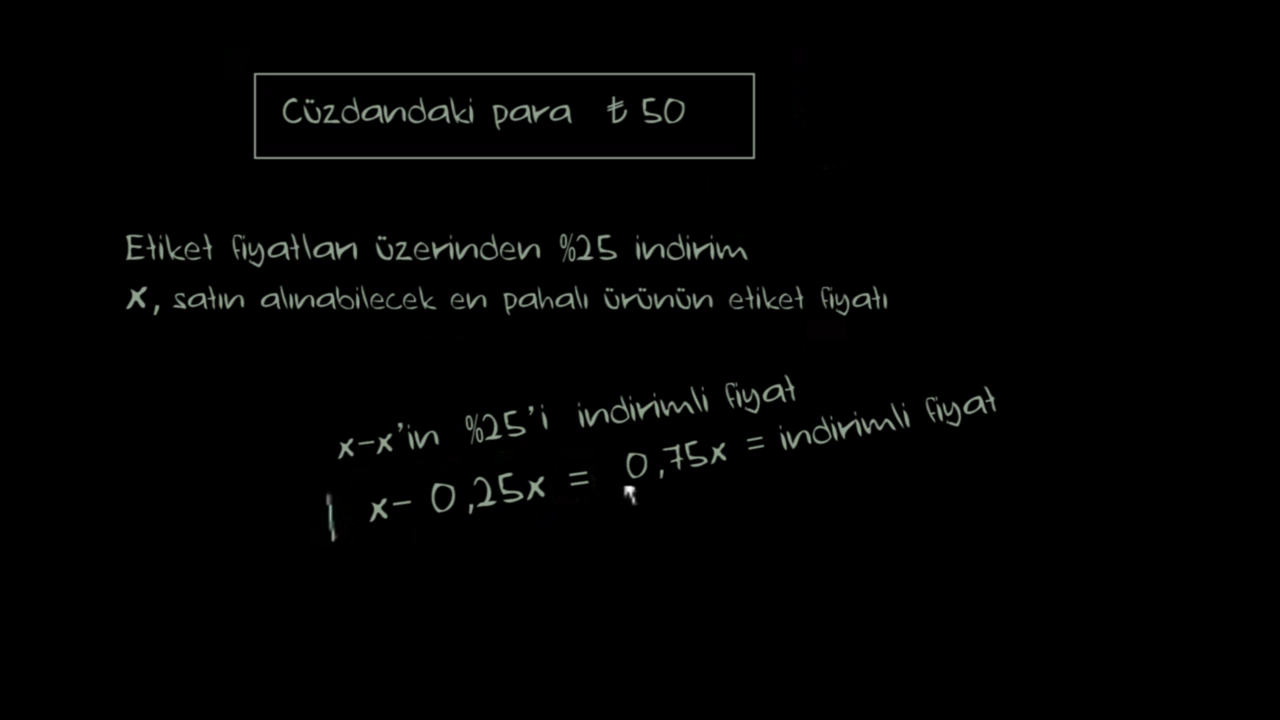 Cüzdandaki para ₺ 50
Etiket fiyatları üzerinden %25 indirim
x, satın alınabilecek en pahalı ürünün etiket fiyatı
x-x'in %25'i indirimli fiyat
1 x- 0,25x = 0,75x = indirimli fiyat